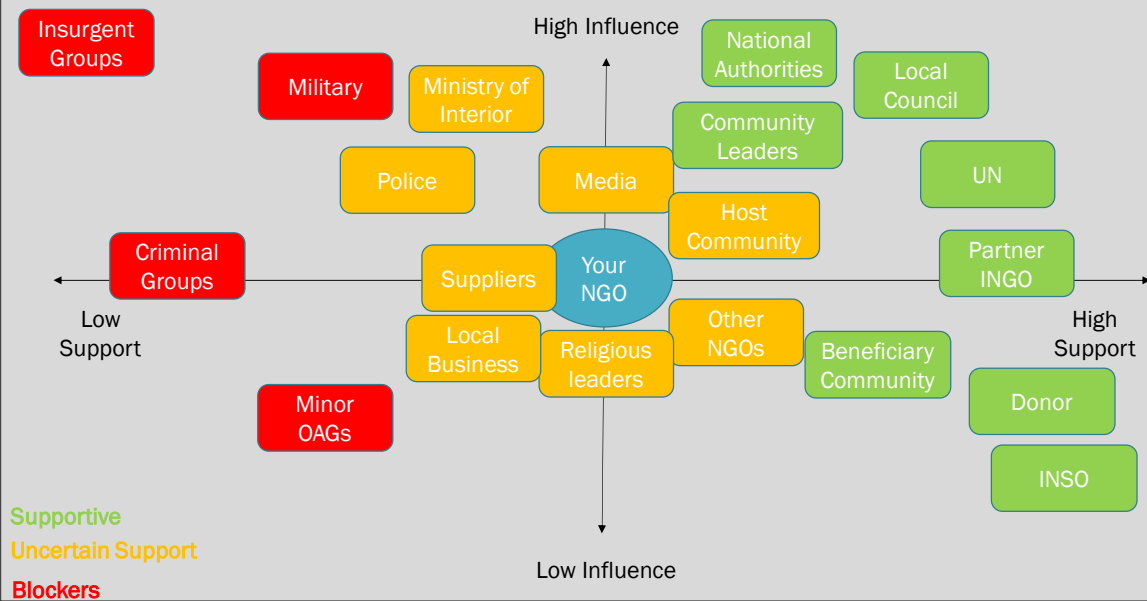 Insurgent
Groups
High Influence
National
Authorities
Military
Ministry of
Interior
Local
Council
Community
Leaders
Police
Media
UN
Host
Community
Criminal
Groups
Suppliers
Your
NGO
Partner
INGO
Low
Support
High
Support
Local
Business
Religious
leaders
Other
NGOs
Beneficiary
Community
Minor
OAGs
Donor
INSO
Supportive
Uncertain Support
Blockers
Low Influence